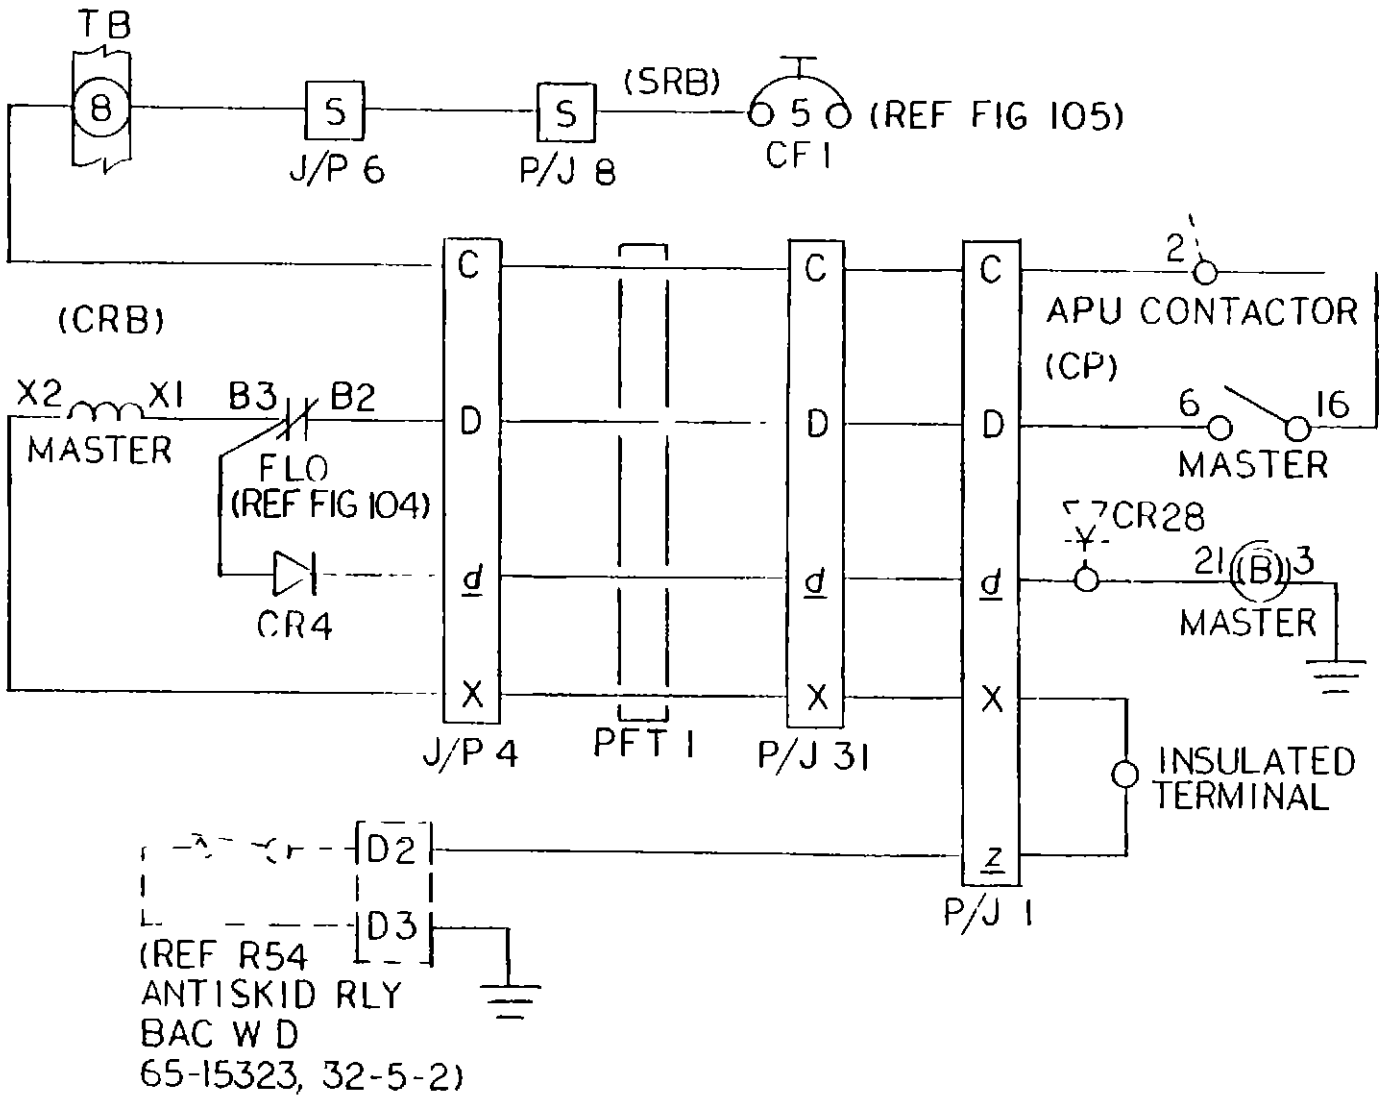 TB
8
S
J/P 6
S
P/J 8
(SRB)
5
CF1
(REF FIG 105)
C
C
C
2
APU CONTACTOR
(CP)
(CRB)
X2
X1
MASTER
B3
B2
FLO
(REF FIG 104)
D
D
D
6
16
MASTER
CR4
d
d
d
CR28
21
(B)
3
MASTER
X
X
X
J/P 4
PFT 1
P/J 31
INSULATED
TERMINAL
D2
z
P/J 1
D3
(REF R54
ANTISKID RLY
BAC W D
65-15323, 32-5-2)